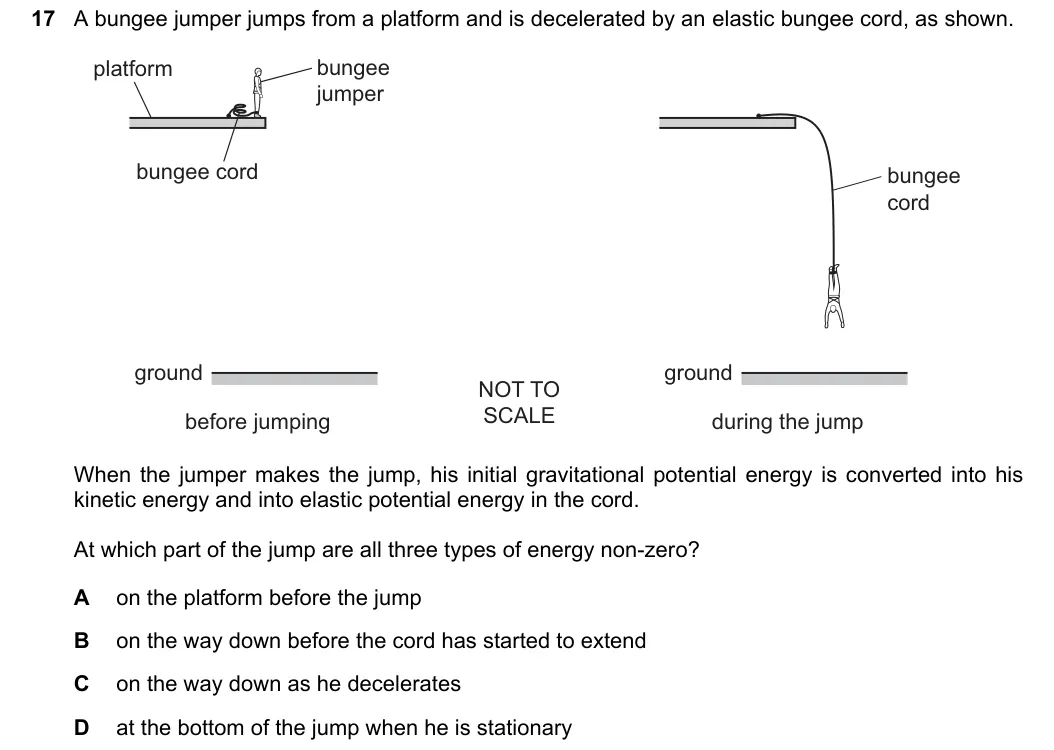 17 A bungee jumper jumps from a platform and is decelerated by an elastic bungee cord, as shown.
platform
bungee
jumper
bungee cord
bungee
cord
ground
before jumping
NOT TO
SCALE
ground
during the jump
When the jumper makes the jump, his initial gravitational potential energy is converted into his
kinetic energy and into elastic potential energy in the cord.
At which part of the jump are all three types of energy non-zero?
A on the platform before the jump
B on the way down before the cord has started to extend
C on the way down as he decelerates
D at the bottom of the jump when he is stationary